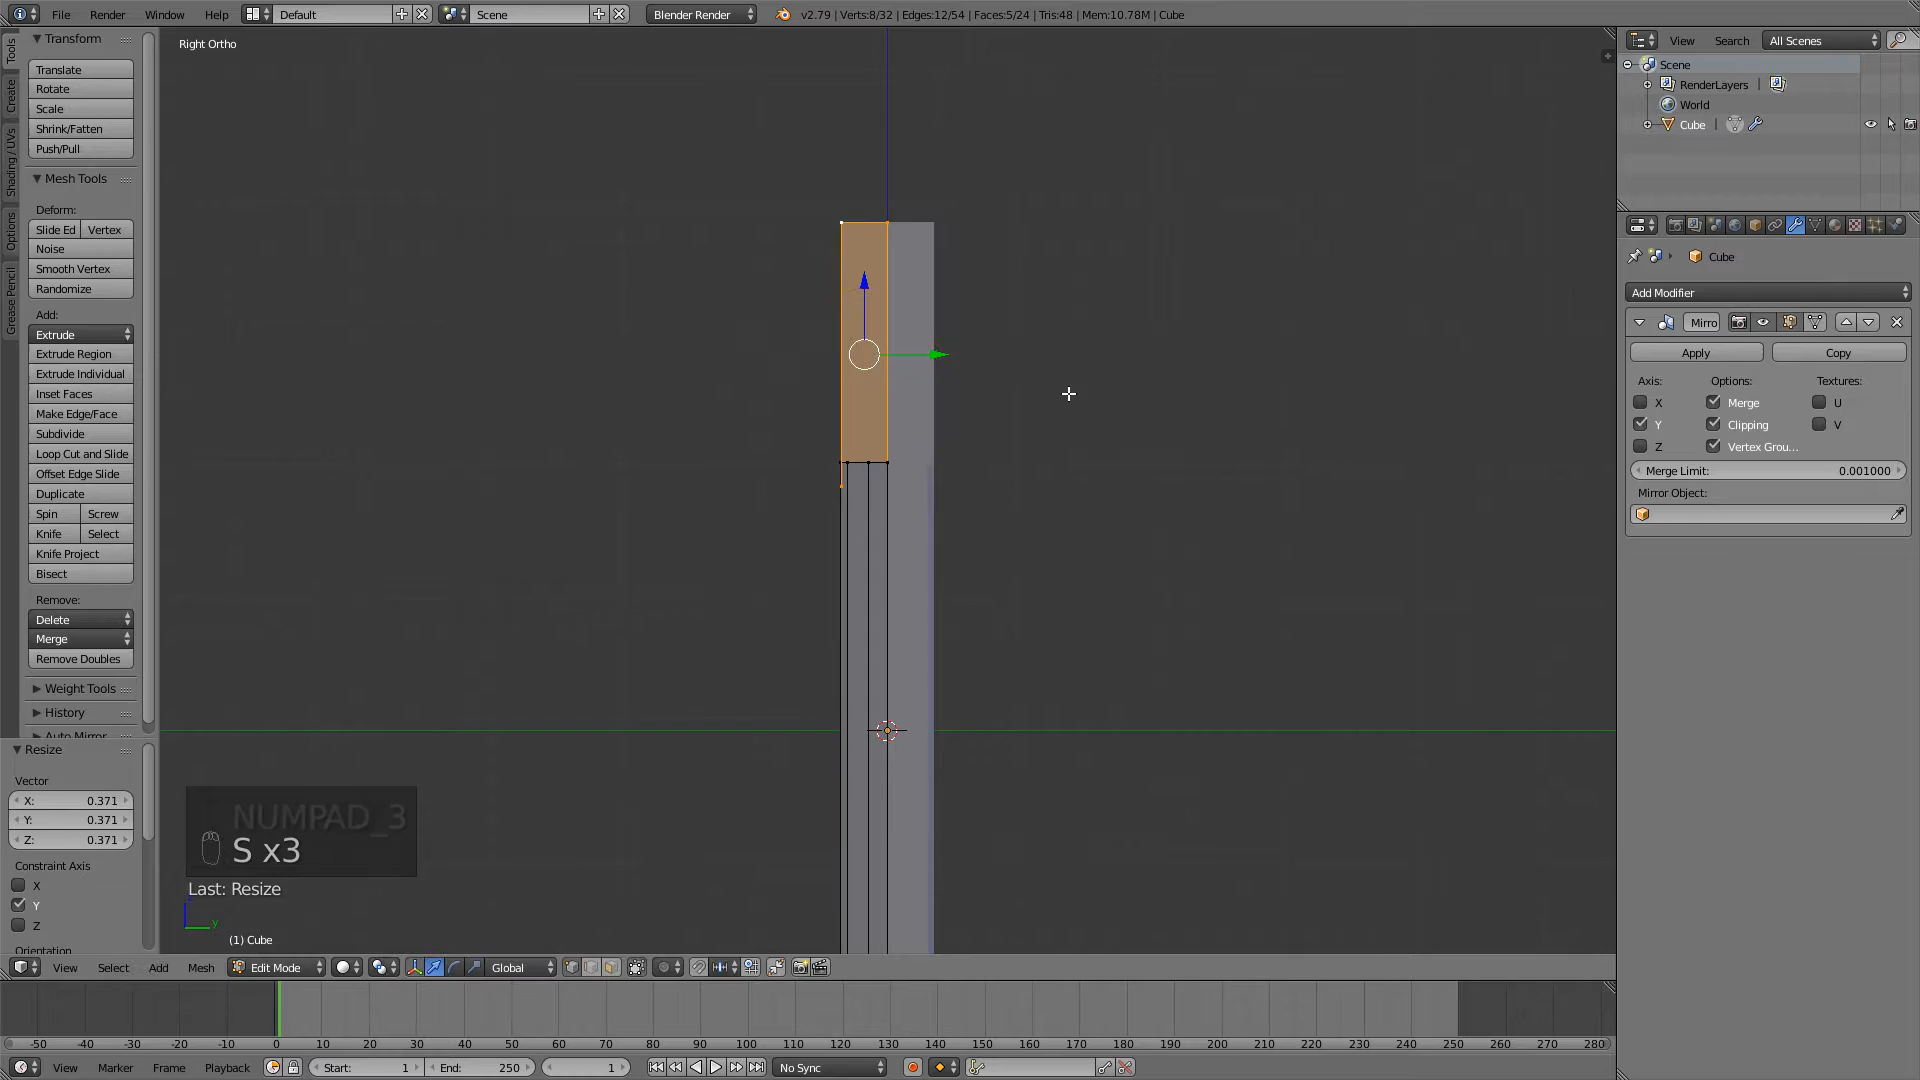 File Render Window Help Default Scene Blender Render v2.79 | Verts:8/32 | Edges:12/54 | Faces:5/24 | Tris:48 | Mem:10.78M | Cube
Right Ortho
Tools
Create
Shading / UVs
Options
Grease Pencil
Transform
Translate
Rotate
Scale
Shrink/Fatten
Push/Pull
Mesh Tools
Deform:
Slide Ed Vertex
Noise
Smooth Vertex
Randomize
Add:
Extrude
Extrude Region
Extrude Individual
Inset Faces
Make Edge/Face
Subdivide
Loop Cut and Slide
Offset Edge Slide
Duplicate
Spin Screw
Knife Select
Knife Project
Bisect
Remove:
Delete
Merge
Remove Doubles
Weight Tools
History
Auto Mirror
Resize
Vector
X: 0.371
Y: 0.371
Z: 0.371
Constraint Axis
X
Y
Z
Orientation
NUMPAD_3
S x3
Last: Resize
y
(1) Cube
View Select Add Mesh Edit Mode Global
-50 -40 -30 -20 -10 0 10 20 30 40 50 60 70 80 90 100 110 120 130 140 150 160 170 180 190 200 210 220 230 240 250 260 270 280
View Marker Frame Playback Start: 1 End: 250 1 No Sync
View Search All Scenes
Scene
RenderLayers |
World
Cube |
Cube
Add Modifier
Mirro
Apply Copy
Axis: Options: Textures:
X Merge U
Y Clipping V
Z Vertex Grou...
Merge Limit: 0.001000
Mirror Object: